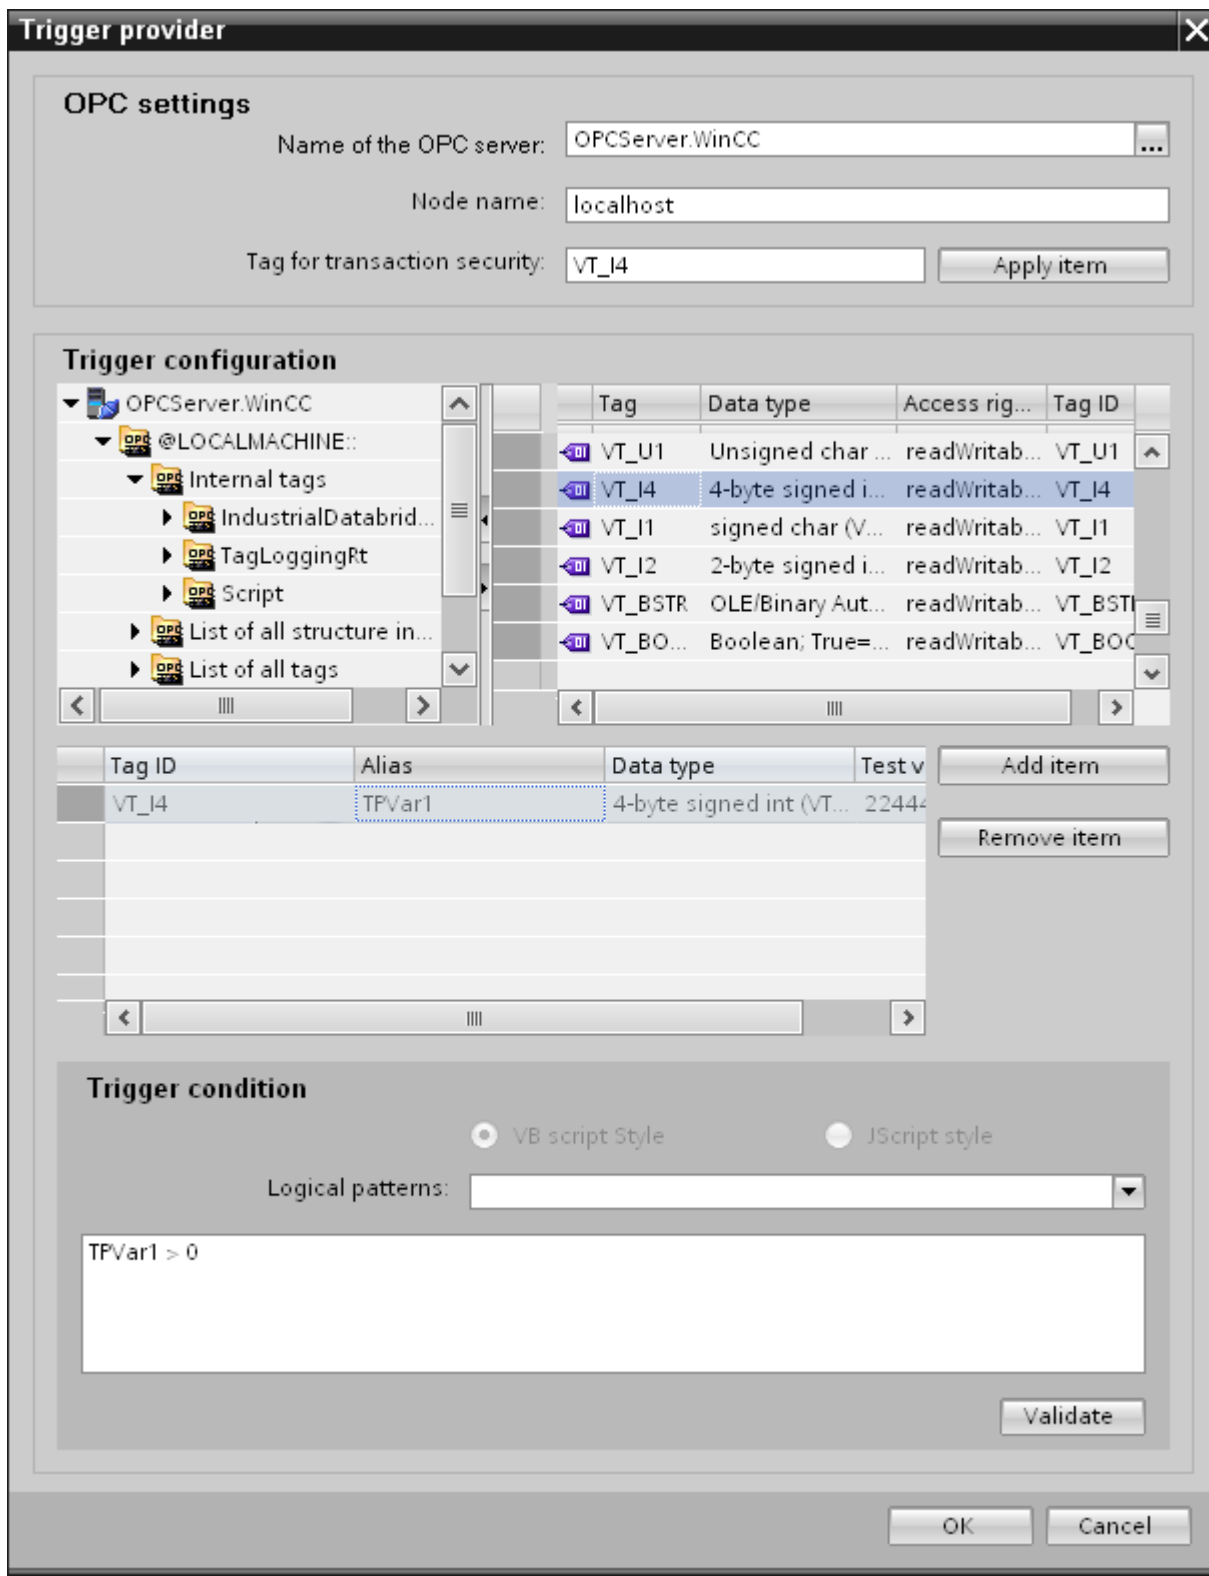 Trigger provider
OPC settings
Name of the OPC server: OPCServer.WinCC ...
Node name: localhost
Tag for transaction security: VT_I4 Apply item
Trigger configuration
OPCServer.WinCC
@LOCALMACHINE::
Internal tags
IndustrialDatabrid...
TagLoggingRt
Script
List of all structure in...
List of all tags
Tag Data type Access rig... Tag ID
VT_U1 Unsigned char ... readWritab... VT_U1
VT_I4 4-byte signed i... readWritab... VT_I4
VT_I1 signed char (V... readWritab... VT_I1
VT_I2 2-byte signed i... readWritab... VT_I2
VT_BSTR OLE/Binary Aut... readWritab... VT_BST
VT_BO... Boolean; True=... readWritab... VT_BOO
Tag ID Alias Data type Test v Add item
VT_I4 TPVar1 4-byte signed int (VT... 22444
Remove item
Trigger condition
VB script Style JScript style
Logical patterns:
TPVar1 > 0
Validate
OK Cancel